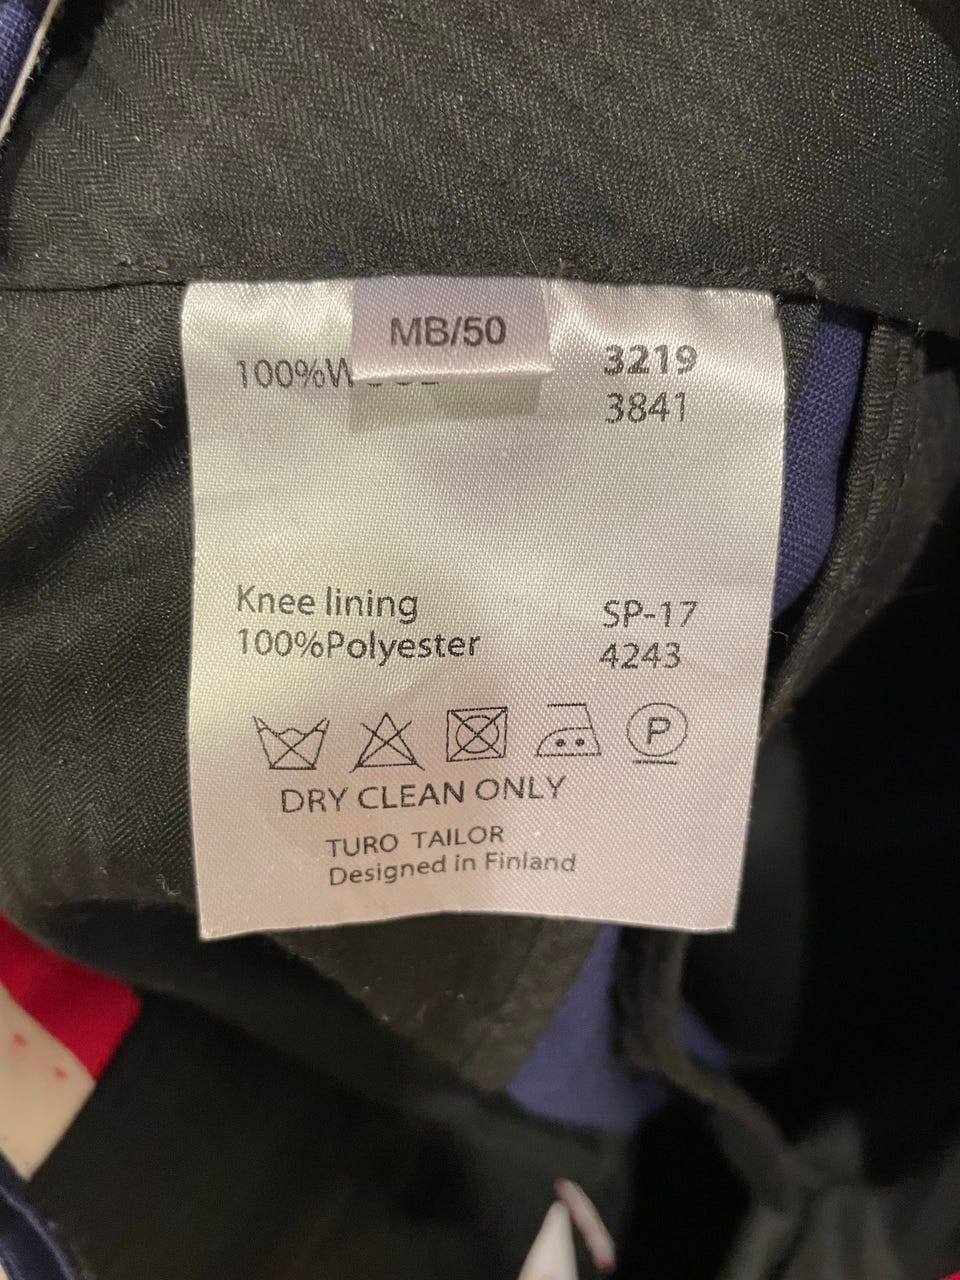 MB/50
3219
3841
Knee lining
100%Polyester
SP-17
4243
P
DRY CLEAN ONLY
TURO TAILOR
Designed in Finland